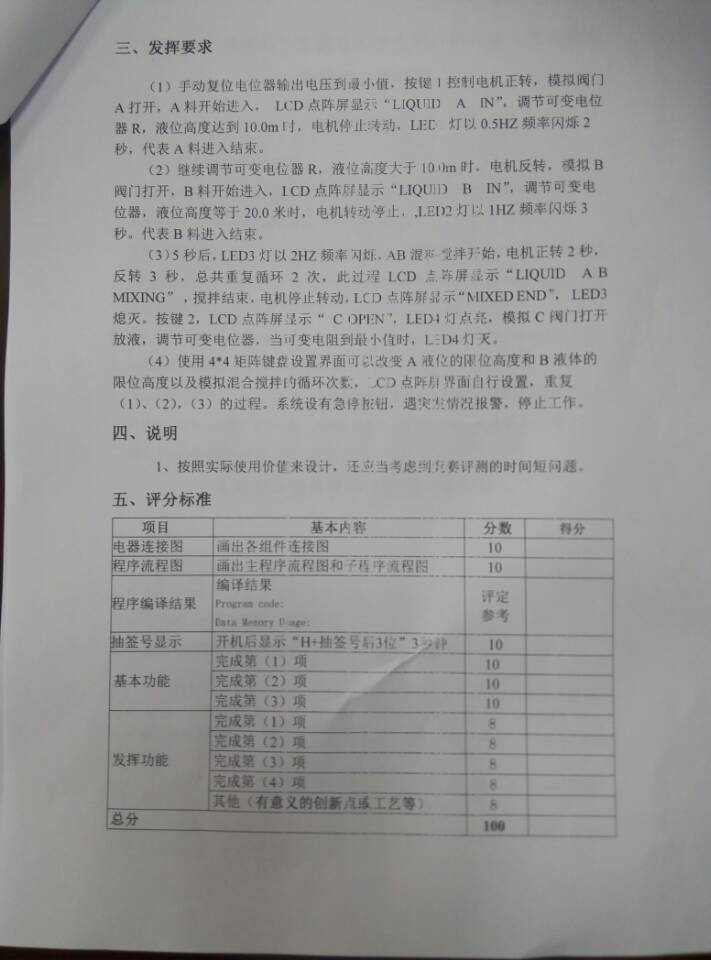 三、发挥要求
（1）手动复位电位器输出电压到最小值，按键 1 控制电机正转，模拟阀门
A 打开，A 料开始进入， LCD 点阵屏显示“LIQUID A IN”，调节可变电位
器 R，液位高度达到 10.0m 时，电机停止转动，LED 灯以 0.5HZ 频率闪烁 2
秒，代表 A 料进入结束。
（2）继续调节可变电位器 R，液位高度大于 10.0m 时，电机反转，模拟 B
阀门打开，B 料开始进入，LCD 点阵屏显示“LIQUID B IN”，调节可变电
位器，液位高度等于 20.0 米时，电机转动停止，LED2 灯以 1HZ 频率闪烁 3
秒。代表 B 料进入结束。
（3）5 秒后，LED3 灯以 2HZ 频率闪烁，AB 混料搅拌开始，电机正转 2 秒，
反转 3 秒，总共重复循环 2 次，此过程 LCD 点阵屏显示“LIQUID A B
MIXING”，搅拌结束，电机停止转动，LCD 点阵屏显示“MIXED END”， LED3
熄灭。按键 2，LCD 点阵屏显示“ C OPEN”，LED4 灯点亮，模拟 C 阀门打开
放液，调节可变电位器，当可变电阻到最小值时，LED4 灯灭。
（4）使用 4*4 矩阵键盘设置界面可以改变 A 液位的限位高度和 B 液体的
限位高度以及模拟混合搅拌的循环次数，LCD 点阵屏界面自行设置，重复
（1）、（2），（3）的过程。系统设有急停按钮，遇突发情况报警，停止工作。
四、说明
1、按照实际使用价值来设计，还应当考虑到竞赛评测的时间短问题。
五、评分标准
项目 基本内容 分数 得分
电器连接图 画出各组件连接图 10
程序流程图 画出主程序流程图和子程序流程图 10
程序编译结果 编译结果 评定
Program code: 参考
Data Memory Usage:
抽签号显示 开机后显示“H+抽签号后3位”3秒钟 10
基本功能 完成第（1）项 10
完成第（2）项 10
完成第（3）项 10
发挥功能 完成第（1）项 8
完成第（2）项 8
完成第（3）项 8
完成第（4）项 8
其他（有意义的创新点或工艺等） 8
总分 100